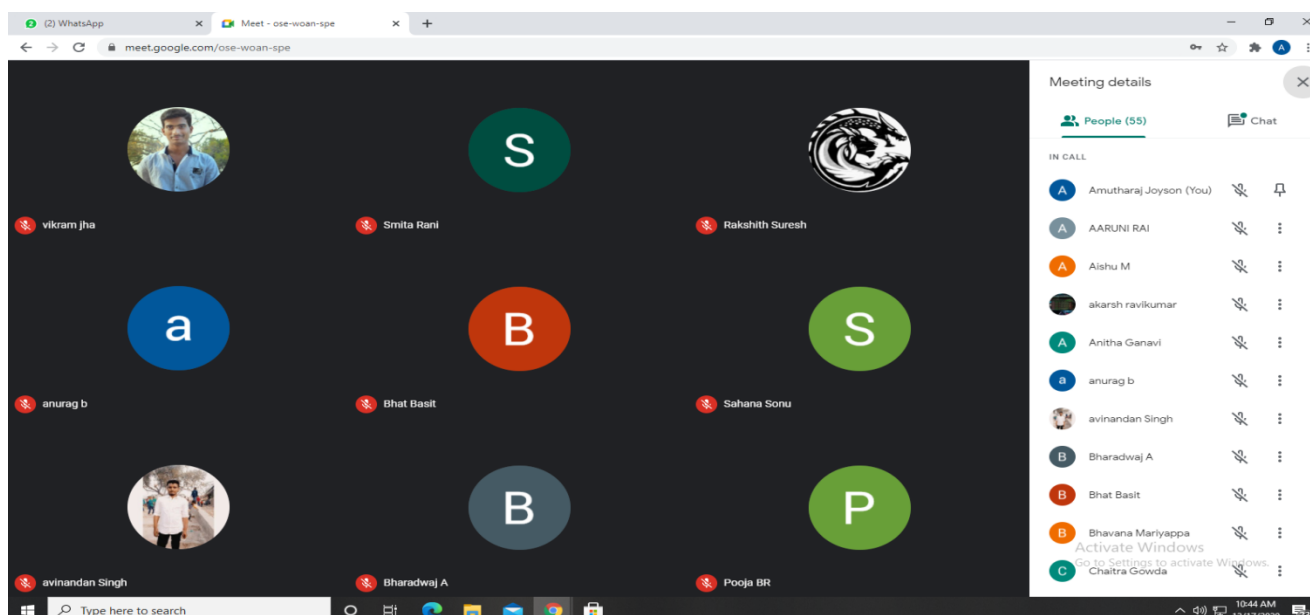 (2) WhatsApp
Meet - ose-woan-spe
meet.google.com/ose-woan-spe
A
vikram jha
S
Smita Rani
Rakshith Suresh
a
anurag b
B
Bhat Basit
S
Sahana Sonu
avinandan Singh
B
Bharadwaj A
P
Pooja BR
Meeting details
People (55)
Chat
IN CALL
A Amutharaj Joyson (You)
A AARUNI RAI
A Aishu M
akarsh ravikumar
A Anitha Ganavi
a anurag b
avinandan Singh
B Bharadwaj A
B Bhat Basit
B Bhavana Mariyappa
Activate Windows
Go to Settings to activate Windows.
C Chaitra Gowda
Type here to search
10:44 AM